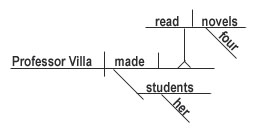 read novels
four
Professor Villa made
students
her